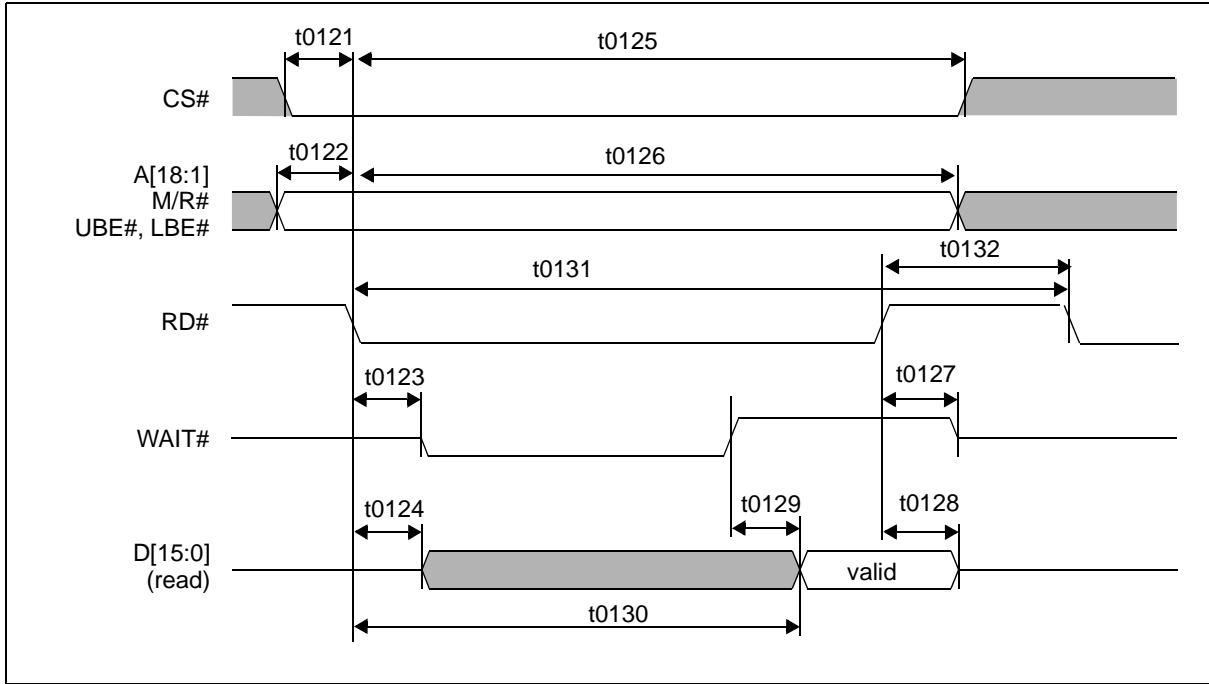 t0121
t0125
CS#
t0122
t0126
A[18:1]
M/R#
UBE#, LBE#
t0131
t0132
RD#
t0123
t0127
WAIT#
t0124
t0129
t0128
D[15:0]
(read)
valid
t0130